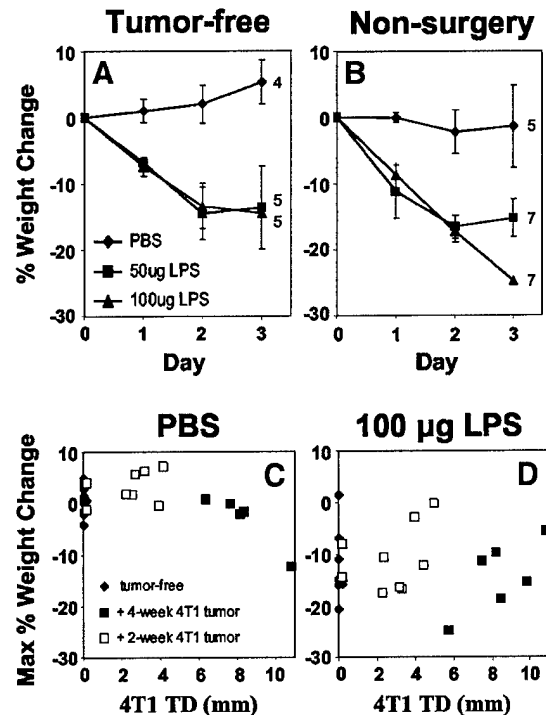 Tumor-free
Non-surgery
% Weight Change
10
0
-10
-20
-30
A
4
5
5
PBS
50ug LPS
100ug LPS
0 1 2 3
Day
10
0
-10
-20
-30
B
5
7
7
0 1 2 3
Day
PBS
100 µg LPS
Max % Weight Change
20
10
0
-10
-20
-30
C
tumor-free
+ 4-week 4T1 tumor
+ 2-week 4T1 tumor
0 2 4 6 8 10
4T1 TD (mm)
10
0
-10
-20
-30
D
0 2 4 6 8 10
4T1 TD (mm)